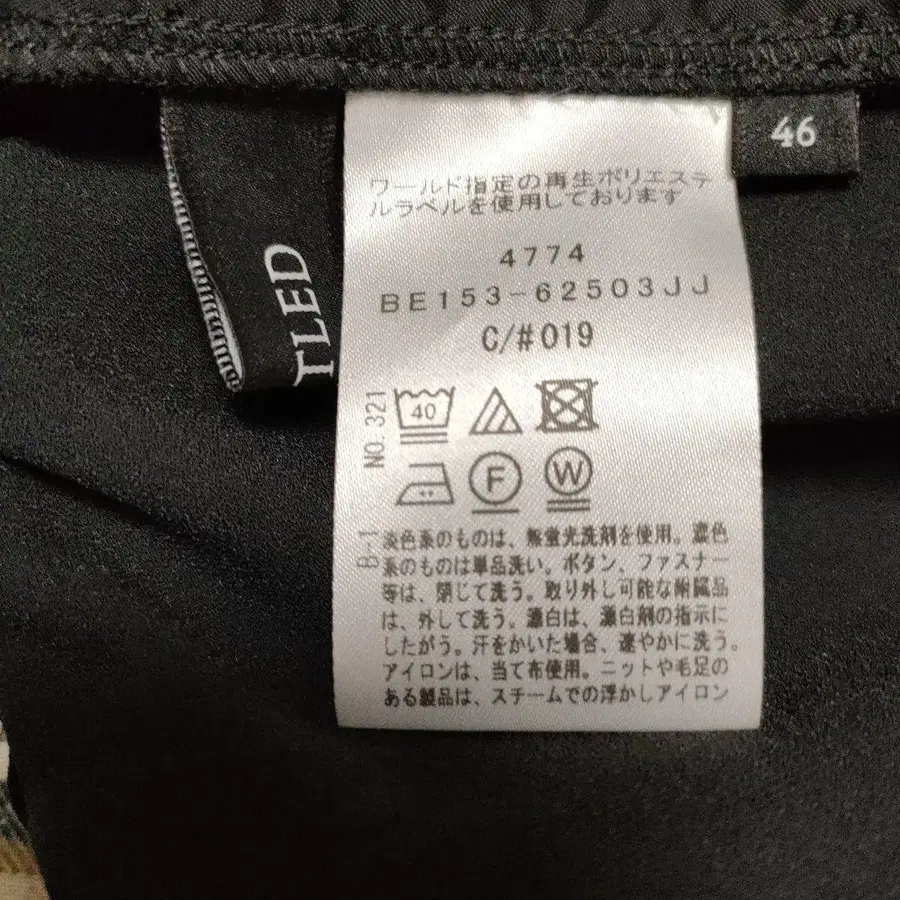 46
TLED
ワールド指定の再生ポリエステ
ルラベルを使用しております
4774
BE153-62503JJ
C/#019
NO.321
40
F
W
B-1
淡色系のものは、無蛍光洗剤を使用。濃色
系のものは単品洗い。ボタン、ファスナー
等は、閉じて洗う。取り外し可能な附属品
は、外して洗う。漂白は、漂白剤の指示に
したがう。汗をかいた場合、速やかに洗う。
アイロンは、当て布使用。ニットや毛足の
ある製品は、スチームでの浮かしアイロン